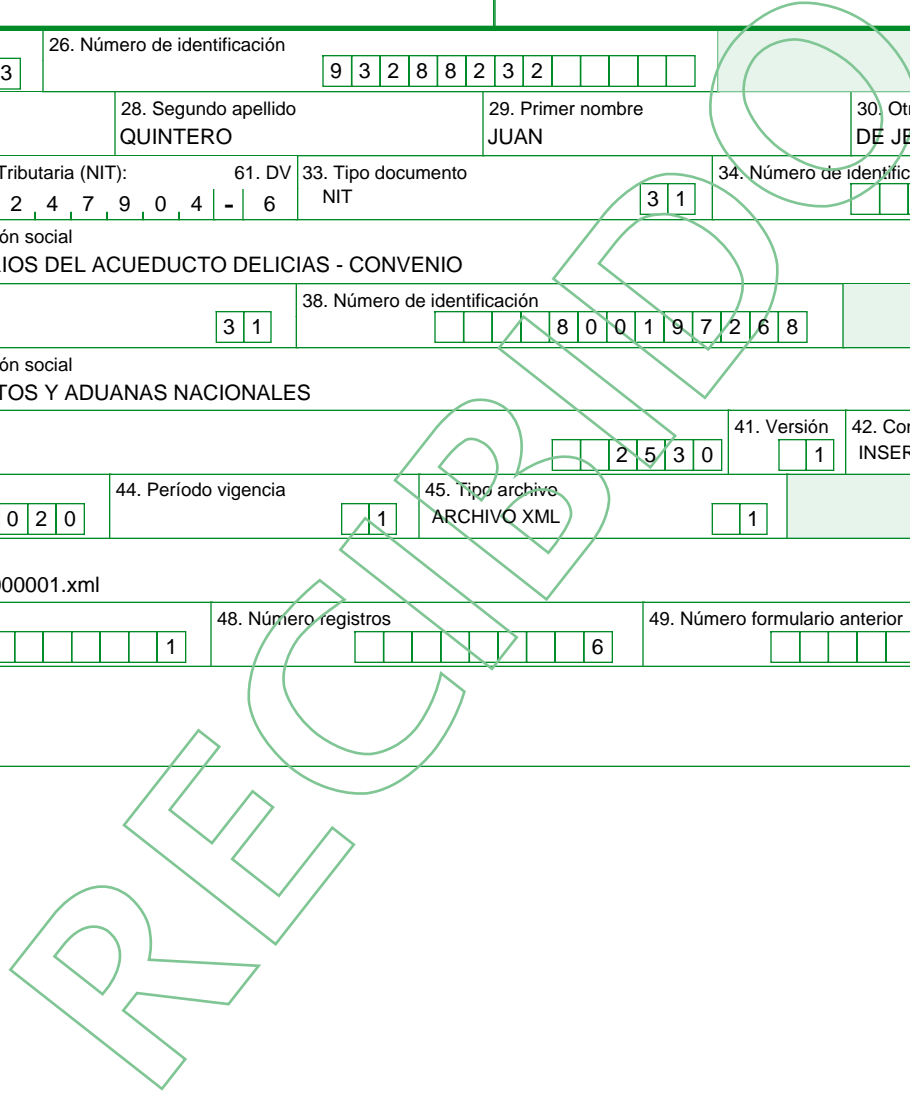 26. Número de identificación
3 9 3 2 8 8 2 3 2
28. Segundo apellido 29. Primer nombre 30. Otr
QUINTERO JUAN DE JE
Tributaria (NIT): 61. DV 33. Tipo documento 34. Número de identific
2 4 7 9 0 4 - 6 NIT 3 1
ón social
IOS DEL ACUEDUCTO DELICIAS - CONVENIO
38. Número de identificación
3 1 8 0 0 1 9 7 2 6 8
ón social
TOS Y ADUANAS NACIONALES
41. Versión 42. Con
2 5 3 0 1 INSER
44. Período vigencia 45. Tipo archivo
0 2 0 1 ARCHIVO XML 1
000001.xml
48. Número registros 49. Número formulario anterior
1 6
RECIBIDO